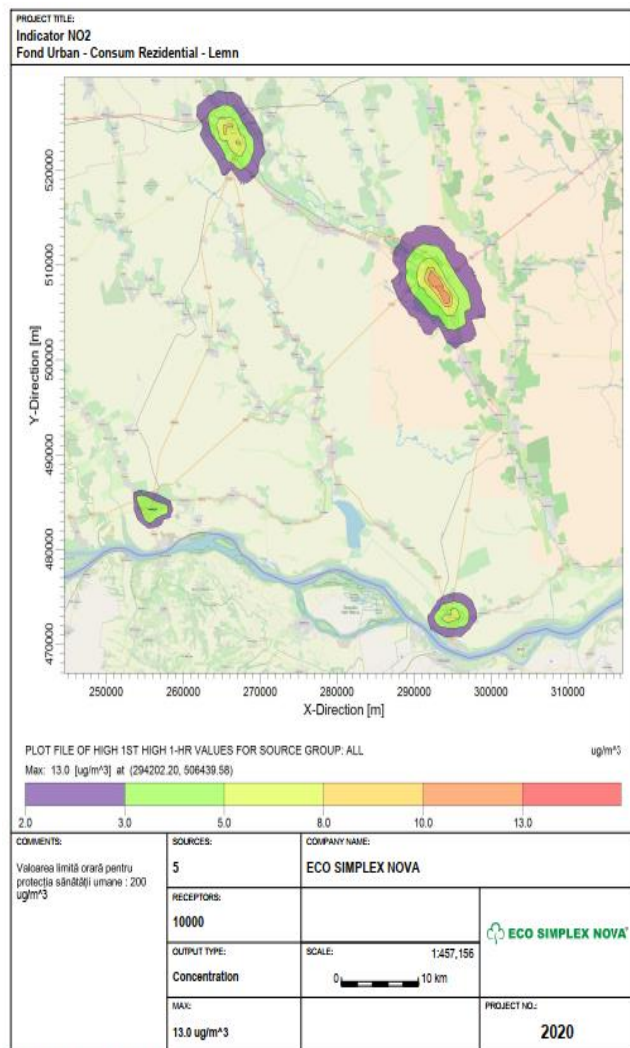 PROJECT TITLE:
Indicator NO2
Fond Urban - Consum Rezidential - Lemn
Y-Direction [m]
520000
510000
500000
490000
480000
470000
250000 260000 270000 280000 290000 300000 310000
X-Direction [m]
PLOT FILE OF HIGH 1ST HIGH 1-HR VALUES FOR SOURCE GROUP: ALL ug/m^3
Max: 13.0 [ug/m^3] at (294202.20, 506439.58)
2.0 3.0 5.0 8.0 10.0 13.0
COMMENTS:
Valoarea limită orară pentru
protecția sănătății umane : 200
ug/m^3
SOURCES:
5
COMPANY NAME:
ECO SIMPLEX NOVA
RECEPTORS:
10000
OUTPUT TYPE:
Concentration
SCALE: 1:457,156
0 10 km
ECO SIMPLEX NOVA
MAX:
13.0 ug/m^3
PROJECT NO.:
2020